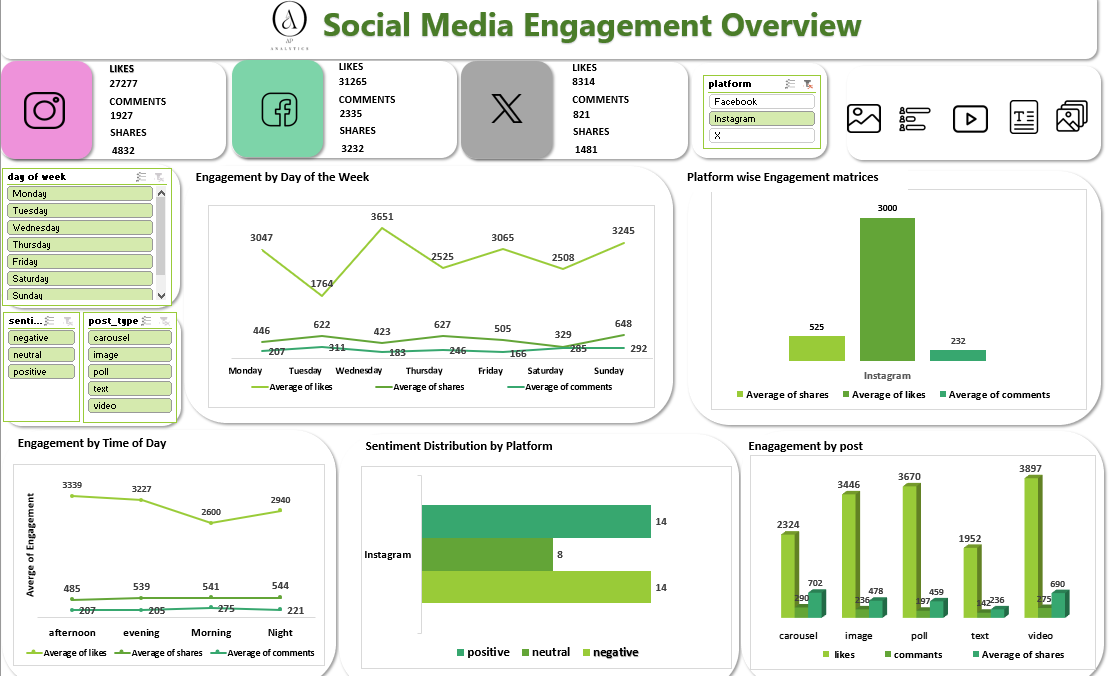 AP
ANALYTICS
Social Media Engagement Overview
LIKES
27277
COMMENTS
1927
SHARES
4832
LIKES
31265
COMMENTS
2335
SHARES
3232
LIKES
8314
COMMENTS
821
SHARES
1481
platform
Facebook
Instagram
X
day of week
Monday
Tuesday
Wednesday
Thursday
Friday
Saturday
Sunday
senti...
negative
neutral
positive
post_type
carousel
image
poll
text
video
Engagement by Day of the Week
3047
1764
3651
2525
3065
2508
3245
446
622
423
627
505
329
648
207
311
183
246
166
285
292
Monday Tuesday Wednesday Thursday Friday Saturday Sunday
Average of likes Average of shares Average of comments
Platform wise Engagement matrices
525
3000
232
Instagram
Average of shares Average of likes Average of comments
Engagement by Time of Day
Averge of Engagement
3339 3227 2600 2940
485 539 541 544
207 205 275 221
afternoon evening Morning Night
Average of likes Average of shares Average of comments
Sentiment Distribution by Platform
Instagram
14
8
14
positive neutral negative
Enagagement by post
2324 3446 3670 1952 3897
290 236 197 142 275
702 478 459 236 690
carousel image poll text video
likes commants Average of shares